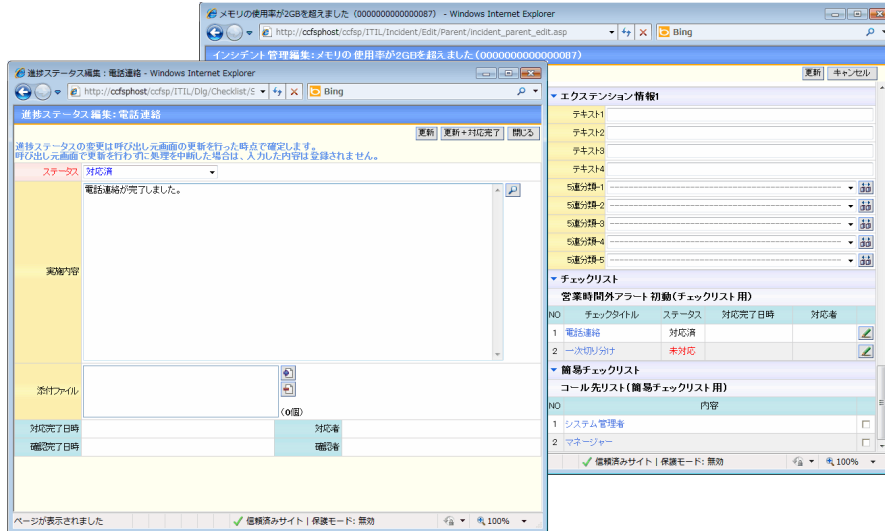 メモリの使用率が2GBを超えました (0000000000000087) - Windows Internet Explorer
http://ccfsphost/ccfsp/ITIL/Incident/Edit/Parent/incident_parent_edit.asp
Bing
インシデント管理編集:メモリの使用率が2GBを超えました(0000000000000087)
更新 キャンセル
エクステンション情報1
テキスト1
テキスト2
テキスト3
テキスト4
5連分類-1
5連分類-2
5連分類-3
5連分類-4
5連分類-5
チェックリスト
営業時間外アラート初動(チェックリスト用)
NO チェックタイトル ステータス 対応完了日時 対応者
1 電話連絡 対応済
2 一次切り分け 未対応
簡易チェックリスト
コール先リスト(簡易チェックリスト用)
NO 内容
1 システム管理者
2 マネージャー
信頼済みサイト | 保護モード: 無効 100%
進捗ステータス編集 : 電話連絡 - Windows Internet Explorer
http://ccfsphost/ccfsp/ITIL/Dlg/Checklist/S
Bing
進捗ステータス編集:電話連絡
更新 更新+対応完了 閉じる
進捗ステータスの変更は呼び出し元画面の更新を行った時点で確定します。
呼び出し元画面で更新を行わずに処理を中断した場合は、入力した内容は登録されません。
ステータス 対応済
電話連絡が完了しました。
実施内容
添付ファイル
(0個)
対応完了日時 対応者
確認完了日時 確認者
ページが表示されました 信頼済みサイト | 保護モード: 無効 100%